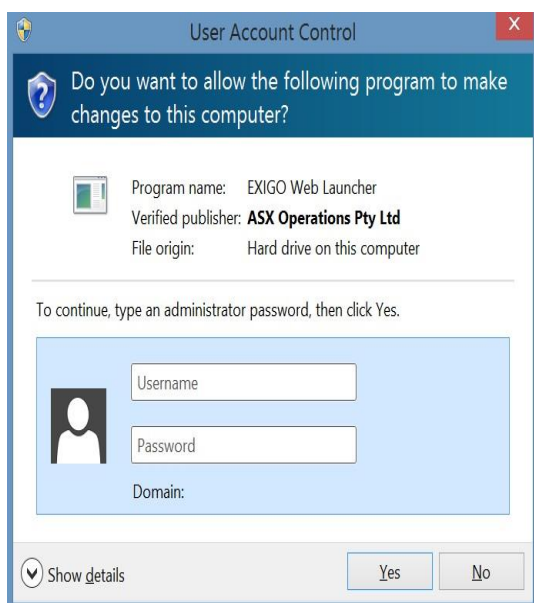 User Account Control
X
Do you want to allow the following program to make
changes to this computer?
Program name: EXIGO Web Launcher
Verified publisher: ASX Operations Pty Ltd
File origin: Hard drive on this computer
To continue, type an administrator password, then click Yes.
Username
Password
Domain:
Show details Yes No